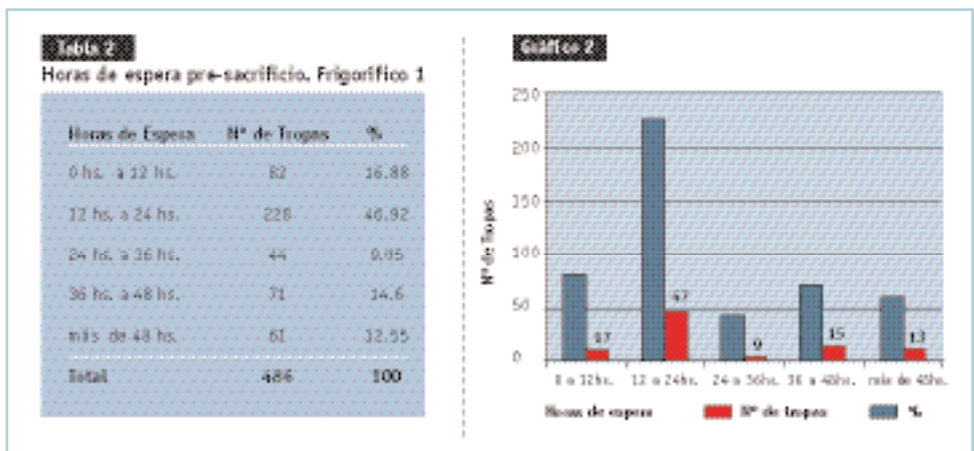 Tabla 2
Horas de espera pre-sacrificio. Frigorífico 1
Horas de Espera Nº de Tropas %
0 hs. a 12 hs. 82 16.88
12 hs. a 24 hs. 228 46.92
24 hs. a 36 hs. 44 9.05
36 hs. a 48 hs. 71 14.6
más de 48 hs. 61 12.55
Total 486 100
Gráfico 2
Nº de Tropas
250
200
150
100
50
0
17
47
9
15
13
0 a 12hs. 12 a 24hs. 24 a 36hs. 36 a 48hs. más de 48hs.
Horas de espera Nº de tropas %